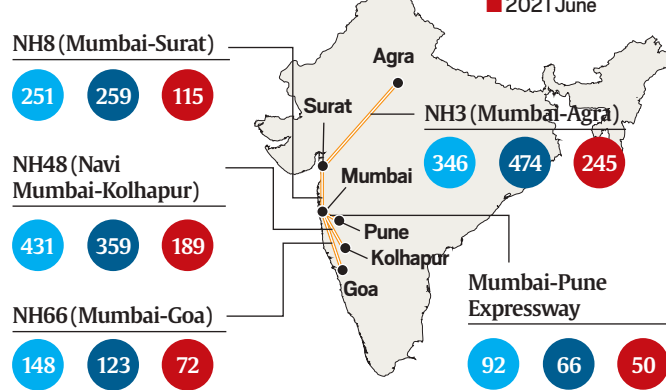 2021 June
NH8 (Mumbai-Surat)
251 259 115
Agra
Surat
NH3 (Mumbai-Agra)
346 474 245
NH48 (Navi
Mumbai-Kolhapur)
431 359 189
Mumbai
Pune
Kolhapur
Goa
NH66 (Mumbai-Goa)
148 123 72
Mumbai-Pune
Expressway
92 66 50